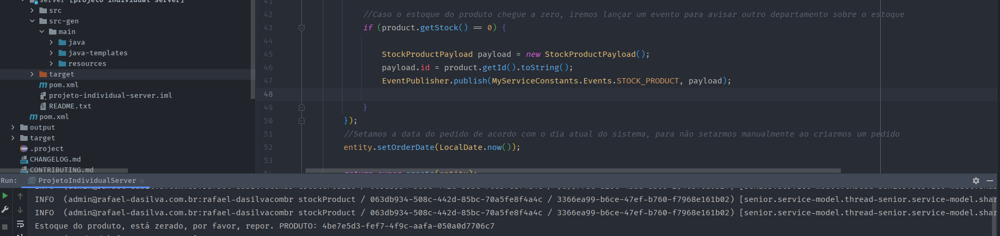 server [projeto-individual-server]
src
src-gen
main
java
java-templates
resources
target
pom.xml
projeto-individual-server.iml
README.txt
pom.xml
output
target
.project
CHANGELOG.md
CONTRIBUTING.md
41
42 //Caso o estoque do produto chegue a zero, iremos lançar um evento para avisar outro departamento sobre o estoque
43 if (product.getStock() == 0) {
44
45 StockProductPayload payload = new StockProductPayload();
46 payload.id = product.getId().toString();
47 EventPublisher.publish(MyServiceConstants.Events.STOCK_PRODUCT, payload);
48
49 }
50 });
51 //Setamos a data do pedido de acordo com o dia atual do sistema, para não setarmos manualmente ao criarmos um pedido
52 entity.setOrderDate(LocalDate.now());
53
54 return super.create(entity);
Run: ProjetoIndividualServer
INFO (admin@rafael-dasilva.com.br:rafael-dasilvacombr stockProduct / 063db934-508c-442d-85bc-70a5fe8f4a4c / 3366ea99-b6ce-47ef-b760-f7968e161b02) [senior.service-model.thread-senior.service-model.shar
INFO (admin@rafael-dasilva.com.br:rafael-dasilvacombr stockProduct / 063db934-508c-442d-85bc-70a5fe8f4a4c / 3366ea99-b6ce-47ef-b760-f7968e161b02) [senior.service-model.thread-senior.service-model.shar
Estoque do produto, está zerado, por favor, repor. PRODUTO: 4be7e5d3-fef7-4f9c-aafa-050a0d7706c7